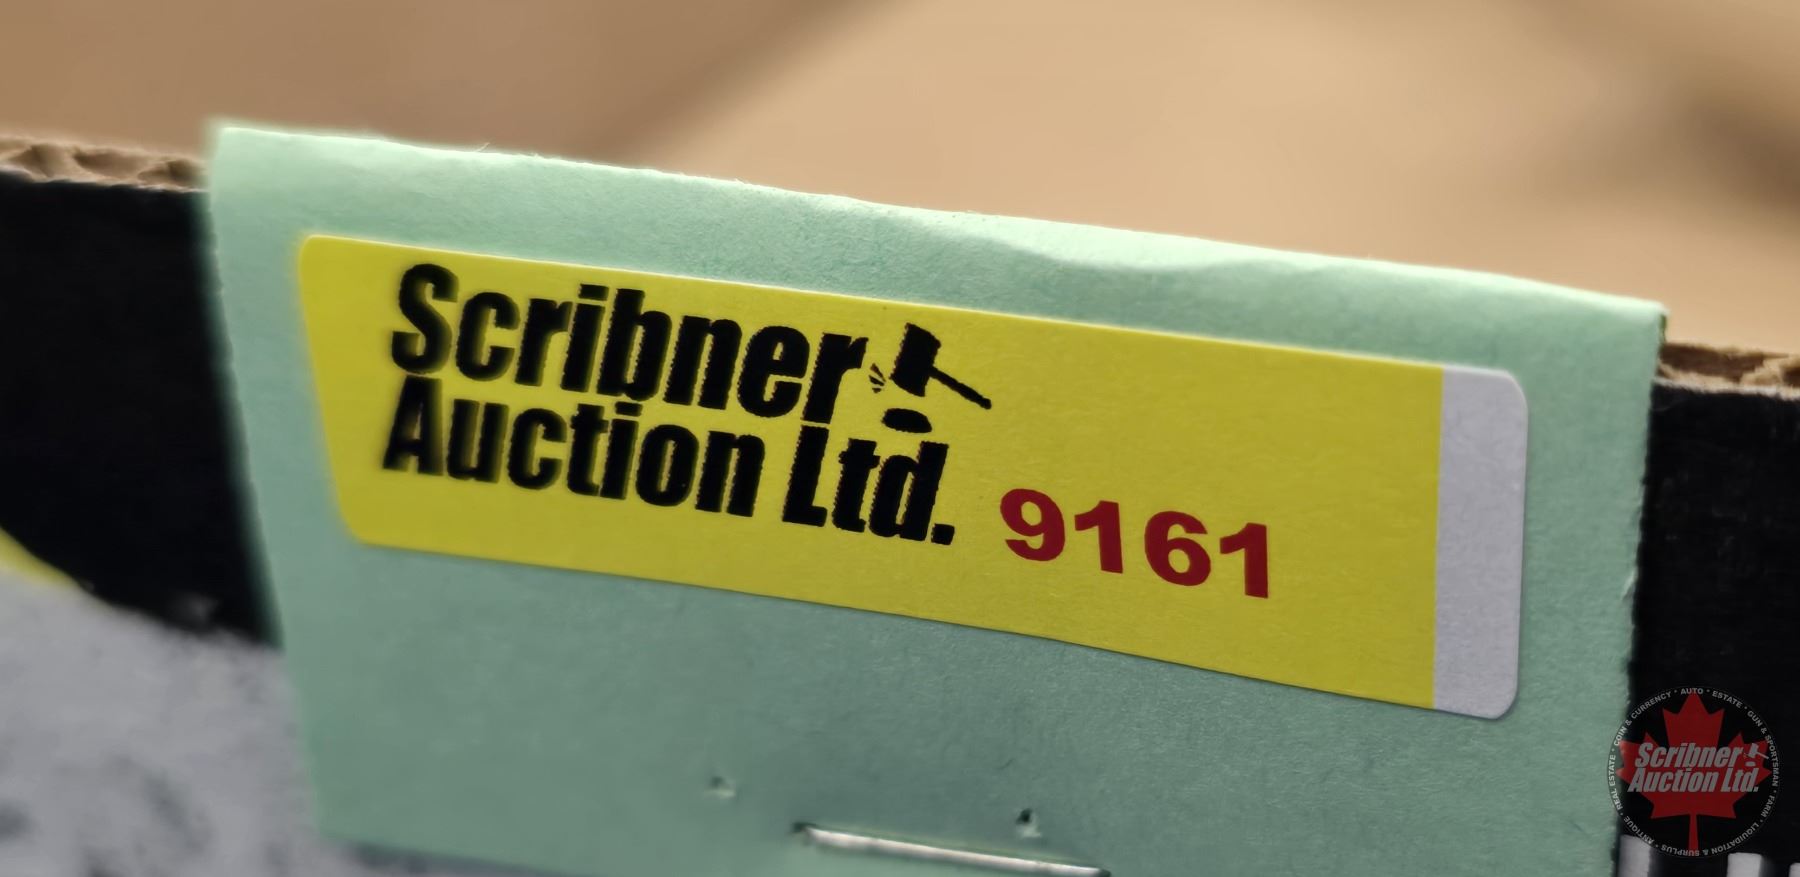 Scribner
Auction Ltd.
9161
COIN & CURRENCY • AUTO • ESTATE • GUN & SPORTSMAN • FARM • LIQUIDATION & SURPLUS • ANTIQUE • REAL ESTATE •
Scribner
Auction Ltd.